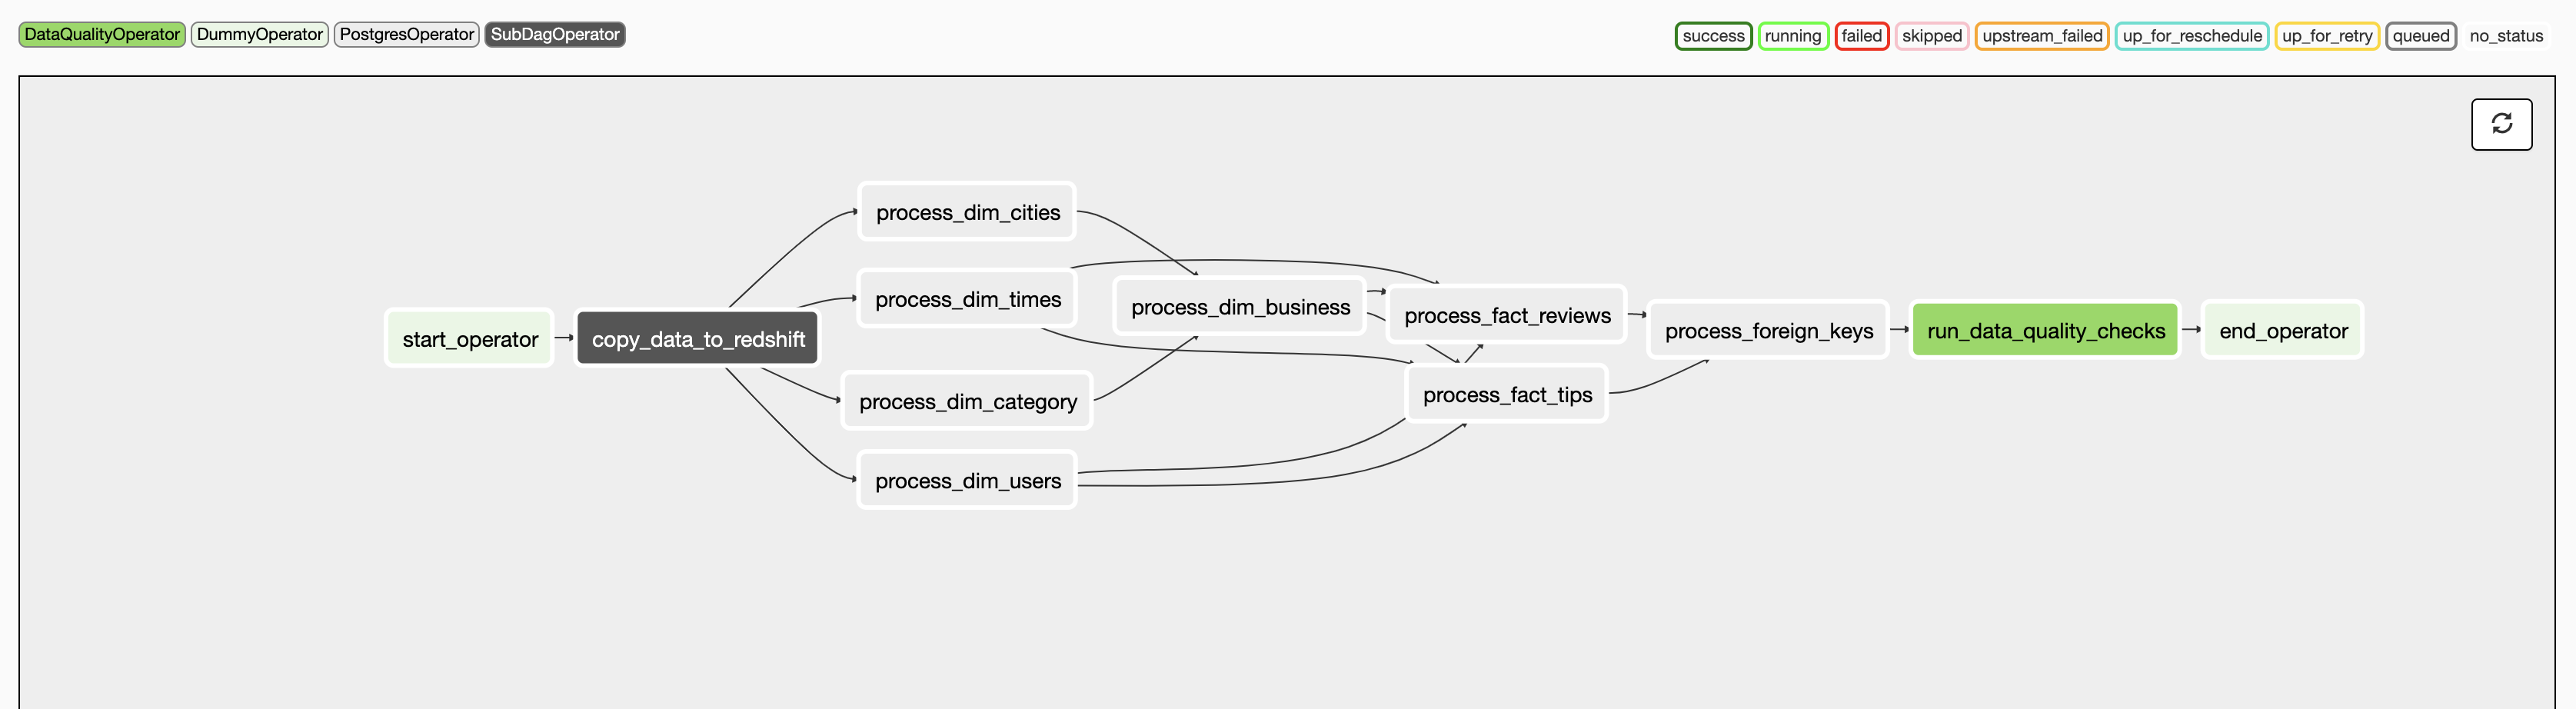 DataQualityOperator DummyOperator PostgresOperator SubDagOperator
success running failed skipped upstream_failed up_for_reschedule up_for_retry queued no_status
process_dim_cities
process_dim_times
process_dim_business
process_fact_reviews
start_operator
copy_data_to_redshift
process_foreign_keys
run_data_quality_checks
end_operator
process_dim_category
process_fact_tips
process_dim_users